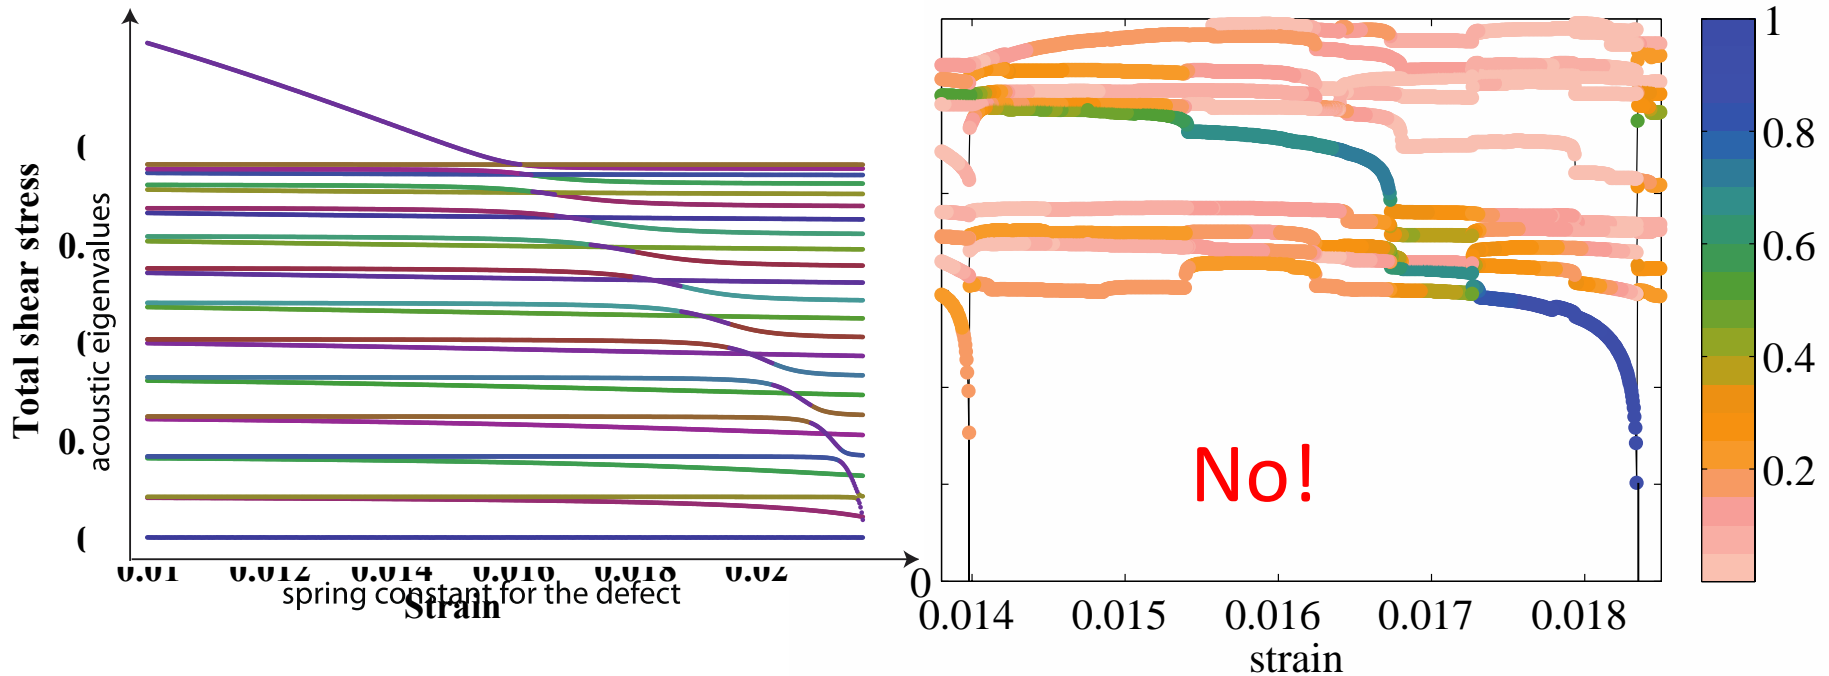 Total shear stress
acoustic eigenvalues
(
0.
(
0.
(
0.01 0.012 0.014 0.016 0.018 0.02
spring constant for the defect
Strain
No!
0
0.014 0.015 0.016 0.017 0.018
strain
1
0.8
0.6
0.4
0.2